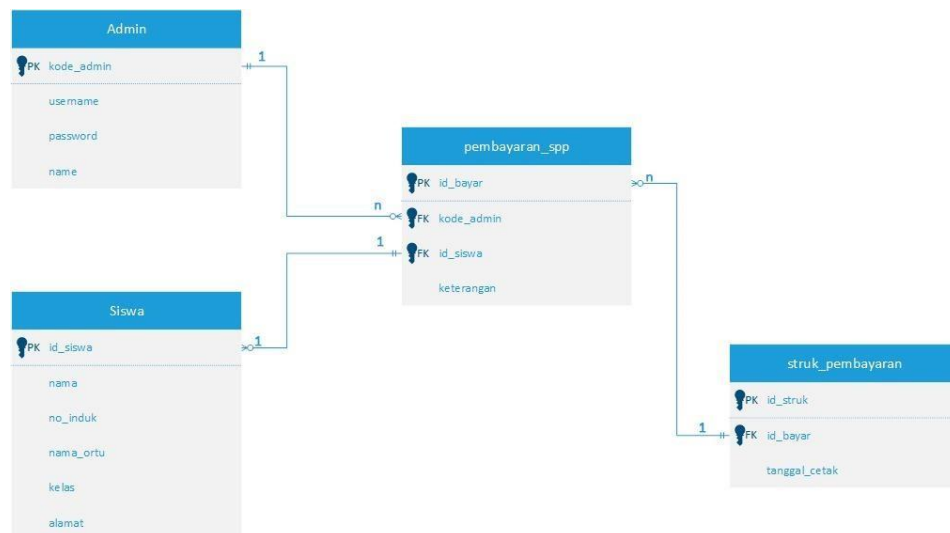 Admin
PK kode_admin
username
password
name
1
n
pembayaran_spp
PK id_bayar
FK kode_admin
FK id_siswa
keterangan
n
1
Siswa
PK id_siswa
nama
no_induk
nama_ortu
kelas
alamat
1
struk_pembayaran
PK id_struk
FK id_bayar
tanggal_cetak
1